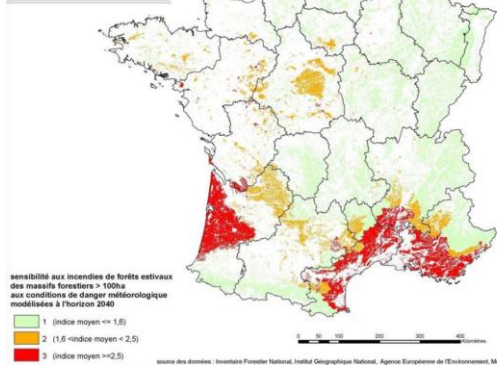 sensibilité aux incendies de forêts estivaux
des massifs forestiers > 100ha
aux conditions de danger météorologique
modélisées à l'horizon 2040
1 (indice moyen <= 1,6)
2 (1,6 <indice moyen < 2,5)
3 (indice moyen >=2,5)
0 50 100 200 300 400
Kilomètres
source des données : Inventaire Forestier National, Institut Géographique National, Agence Européenne de l'Environnement, M